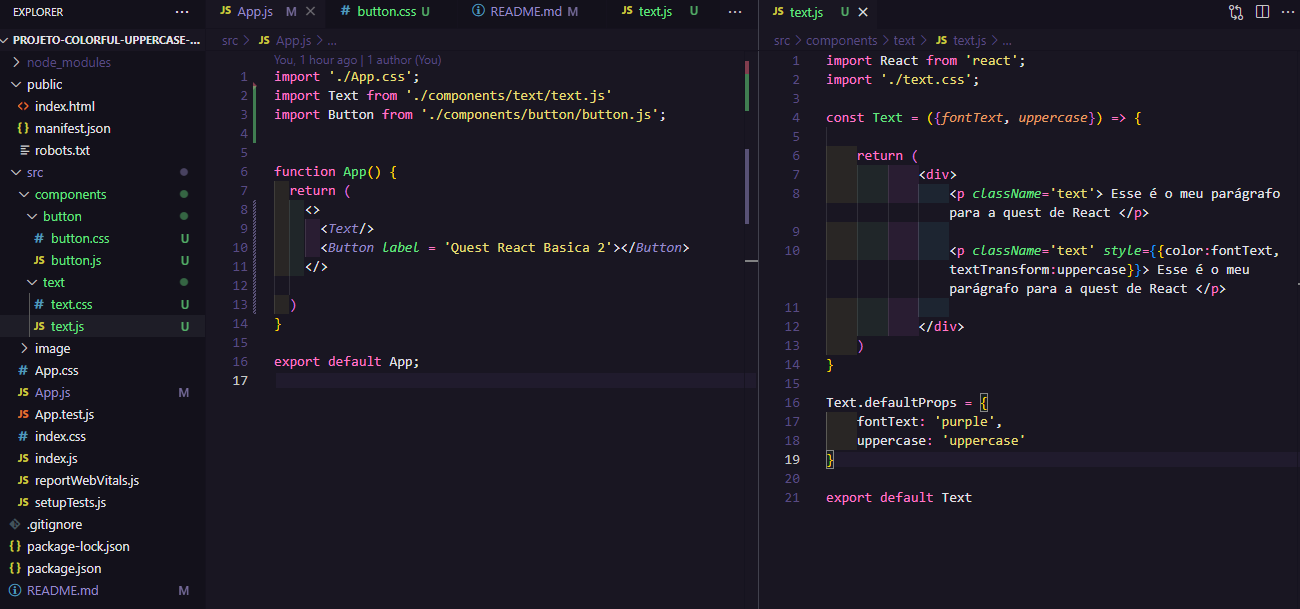 EXPLORER ···
PROJETO-COLORFUL-UPPERCASE-...
node_modules
public
index.html
manifest.json
robots.txt
src
components
button
button.css U
button.js U
text
text.css U
text.js U
image
App.css
App.js M
App.test.js
index.css
index.js
reportWebVitals.js
setupTests.js
.gitignore
package-lock.json
package.json
README.md M
JS App.js M # button.css U README.md M JS text.js U ···
src > JS App.js > ...
You, 1 hour ago | 1 author (You)
1 import './App.css';
2 import Text from './components/text/text.js'
3 import Button from './components/button/button.js';
4
5
6 function App() {
7 return (
8 <>
9 <Text/>
10 <Button label = 'Quest React Basica 2'></Button>
11 </>
12
13 )
14 }
15
16 export default App;
17
JS text.js U
src > components > text > JS text.js > ...
1 import React from 'react';
2 import './text.css';
3
4 const Text = ({fontText, uppercase}) => {
5
6 return (
7 <div>
8 <p className='text'> Esse é o meu parágrafo
para a quest de React </p>
9
10 <p className='text' style={{color:fontText,
textTransform:uppercase}}> Esse é o meu
parágrafo para a quest de React </p>
11
12 </div>
13 )
14 }
15
16 Text.defaultProps = {
17 fontText: 'purple',
18 uppercase: 'uppercase'
19 }
20
21 export default Text